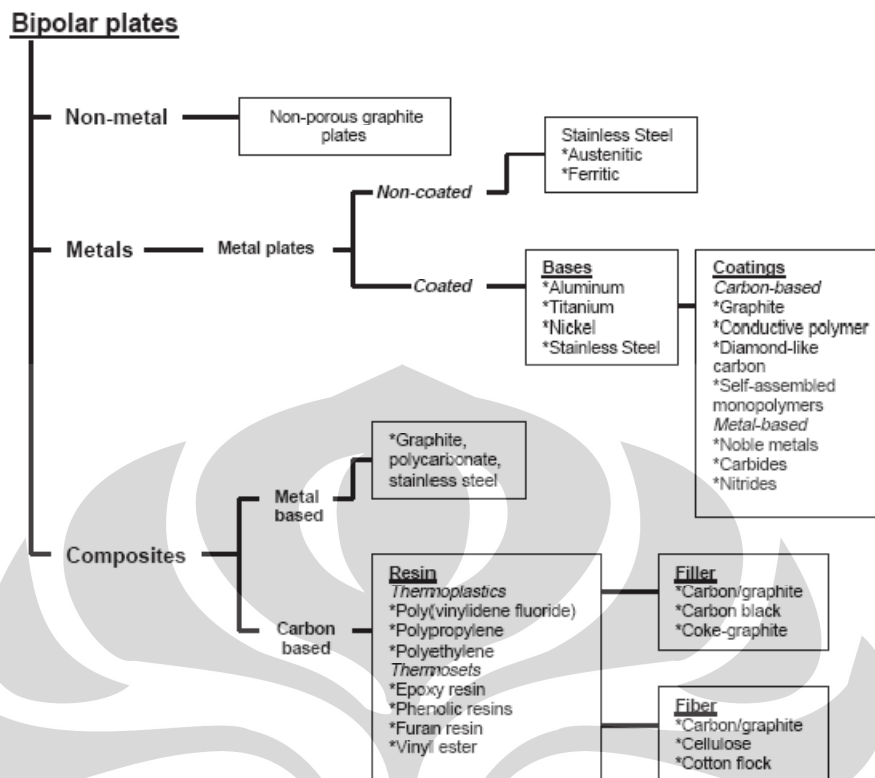 Bipolar plates
Non-metal
Non-porous graphite
plates
Metals
Metal plates
Non-coated
Stainless Steel
*Austenitic
*Ferritic
Coated
Bases
*Aluminum
*Titanium
*Nickel
*Stainless Steel
Coatings
Carbon-based
*Graphite
*Conductive polymer
*Diamond-like
carbon
*Self-assembled
monopolymers
Metal-based
*Noble metals
*Carbides
*Nitrides
Composites
Metal
based
*Graphite,
polycarbonate,
stainless steel
Carbon
based
Resin
Thermoplastics
*Poly(vinylidene fluoride)
*Polypropylene
*Polyethylene
Thermosets
*Epoxy resin
*Phenolic resins
*Furan resin
*Vinyl ester
Filler
*Carbon/graphite
*Carbon black
*Coke-graphite
Fiber
*Carbon/graphite
*Cellulose
*Cotton flock